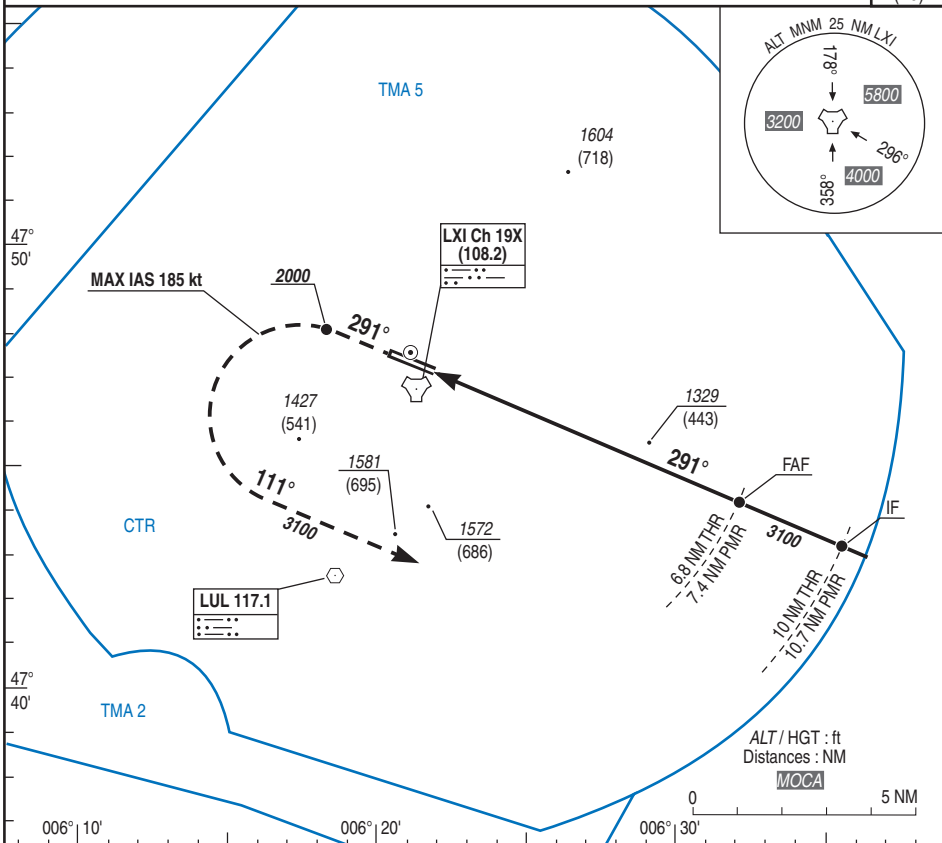 ALT MNM 25 NM LXI
178°
5800
3200
296°
4000
358°
TMA 5
1604
(718)
47°
50'
LXI Ch 19X
(108.2)
MAX IAS 185 kt
2000
291°
1427
(541)
1329
(443)
291°
FAF
1581
(695)
111°
3100
IF
3100
CTR
1572
(686)
6.8 NM THR
7.4 NM PMR
10 NM THR
10.7 NM PMR
LUL 117.1
47°
40'
TMA 2
ALT / HGT : ft
Distances : NM
MOCA
0 5 NM
006° 10' 006° 20' 006° 30'